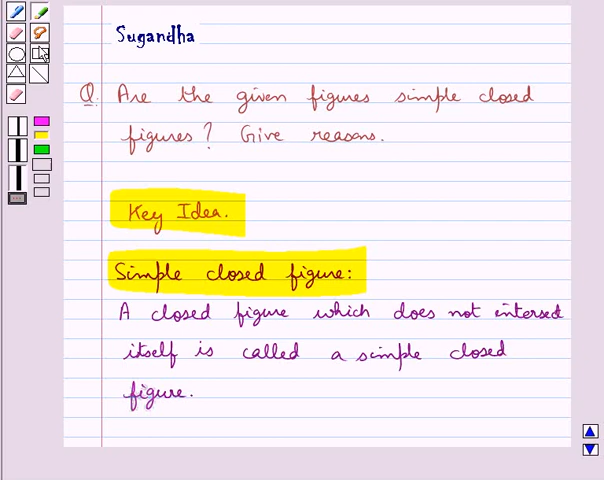 Sugandha
Q. Are the given figures simple closed
figures? Give reasons.
Key Idea.
Simple closed figure:
A closed figure which does not intersect
itself is called a simple closed
figure.